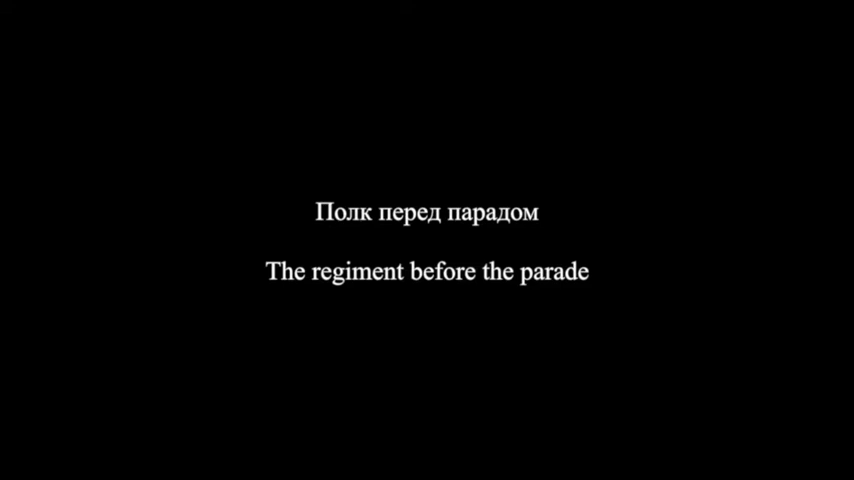 Полк перед парадом
The regiment before the parade